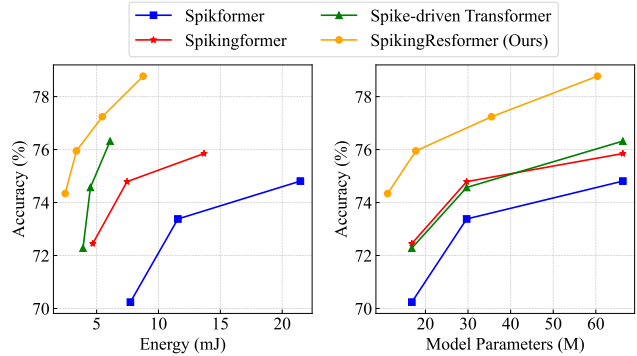 Spikformer
Spike-driven Transformer
Spikingformer
SpikingResformer (Ours)
Accuracy (%)
78
76
74
72
70
5
10
15
20
Energy (mJ)
Accuracy (%)
78
76
74
72
70
20
30
40
50
60
Model Parameters (M)